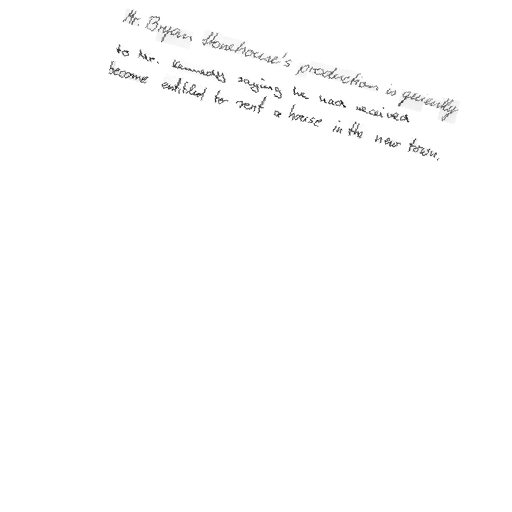 Mr. Bryan Stonehouse's production is generally
to Mr. Kennedy saying he had received
become entitled to rent a house in the new town.